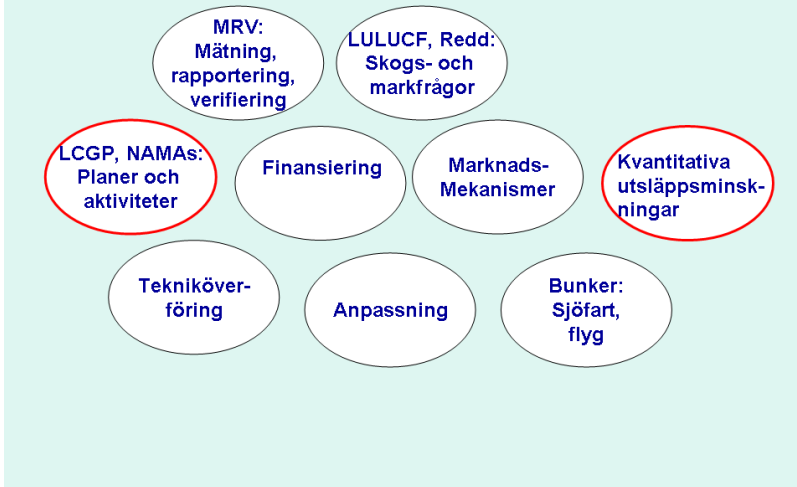 MRV:
Mätning,
rapportering,
verifiering
LULUCF, Redd:
Skogs- och
markfrågor
LCGP, NAMAs:
Planer och
aktiviteter
Finansiering
Marknads-
Mekanismer
Kvantitativa
utsläppsminsk-
ningar
Tekniköver-
föring
Anpassning
Bunker:
Sjöfart,
flyg